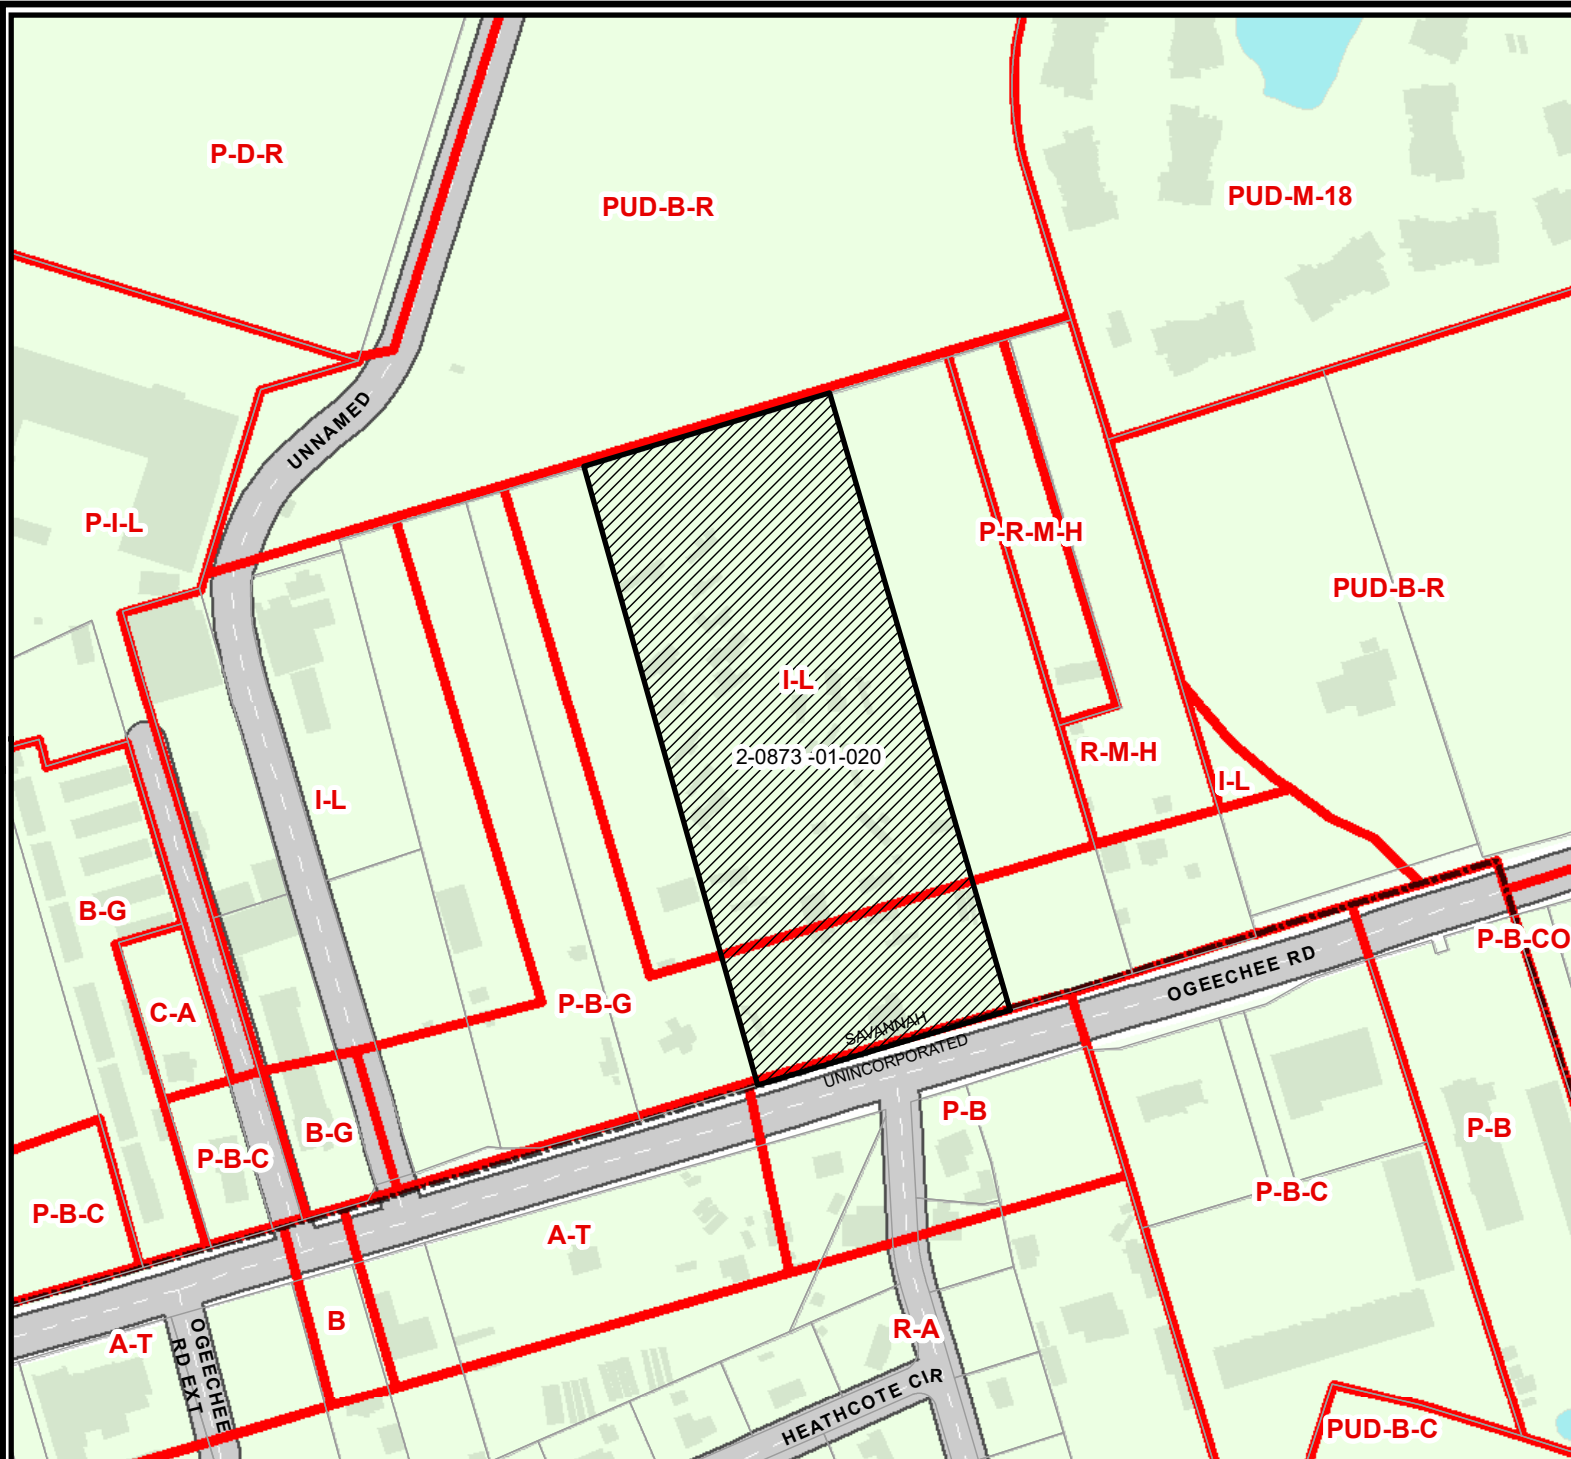 P-D-R
PUD-B-R
PUD-M-18
UNNAMED
P-I-L
P-R-M-H
PUD-B-R
I-L
2-0873 -01-020
R-M-H
I-L
I-L
B-G
P-B-CO
OGEECHEE RD
C-A
P-B-G
SAVANNAH
UNINCORPORATED
P-B
B-G
P-B
P-B-C
P-B-C
P-B-C
A-T
B
R-A
A-T
OGEECHEE
RD EXT
HEATHCOTE CIR
PUD-B-C